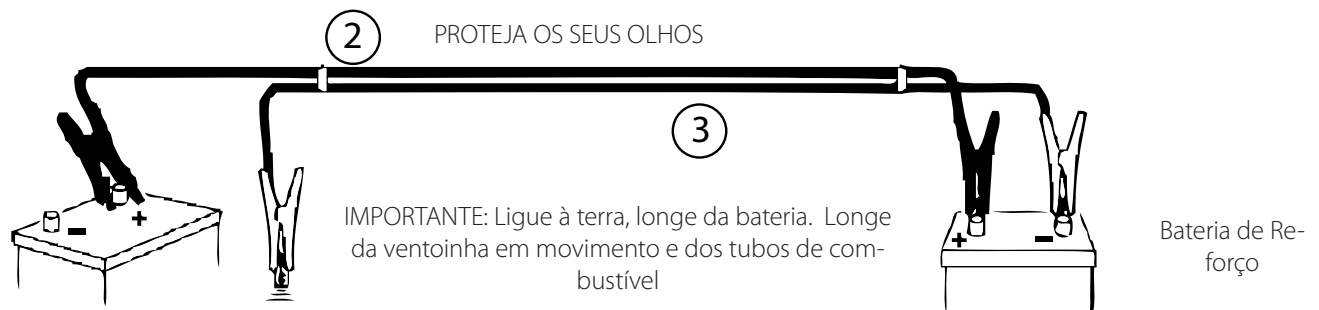 2
PROTEJA OS SEUS OLHOS
3
IMPORTANTE: Ligue à terra, longe da bateria. Longe
da ventoinha em movimento e dos tubos de com-
bustível
- +
+ -
Bateria de Re-
forço